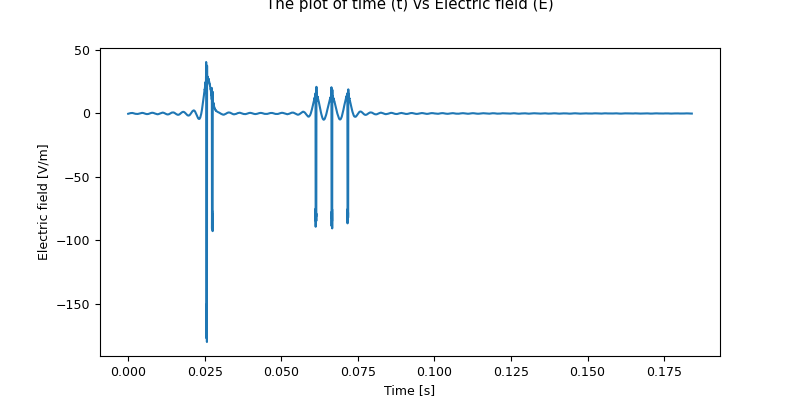 The plot of time (t) vs Electric field (E)
50
0
−50
−100
−150
Electric field [V/m]
0.000 0.025 0.050 0.075 0.100 0.125 0.150 0.175
Time [s]